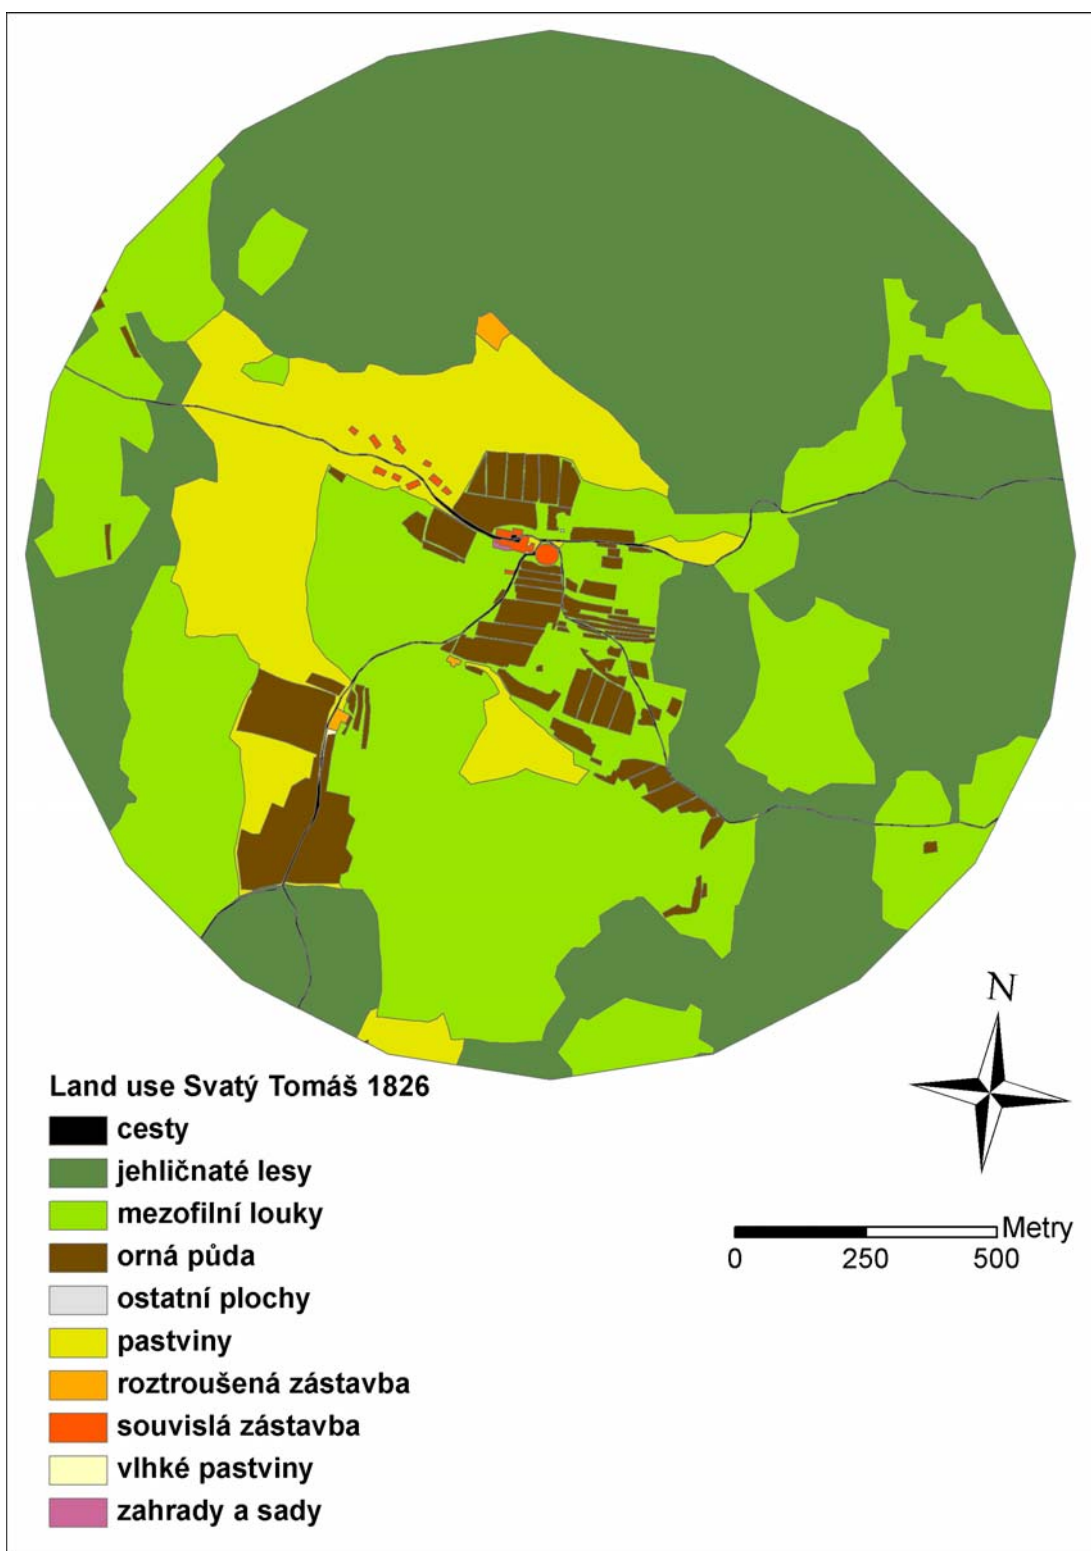 N
Land use Svatý Tomáš 1826
cesty
jehličnaté lesy
mezofilní louky
orná půda
ostatní plochy
pastviny
roztroušená zástavba
souvislá zástavba
vlhké pastviny
zahrady a sady
Metry
0 250 500